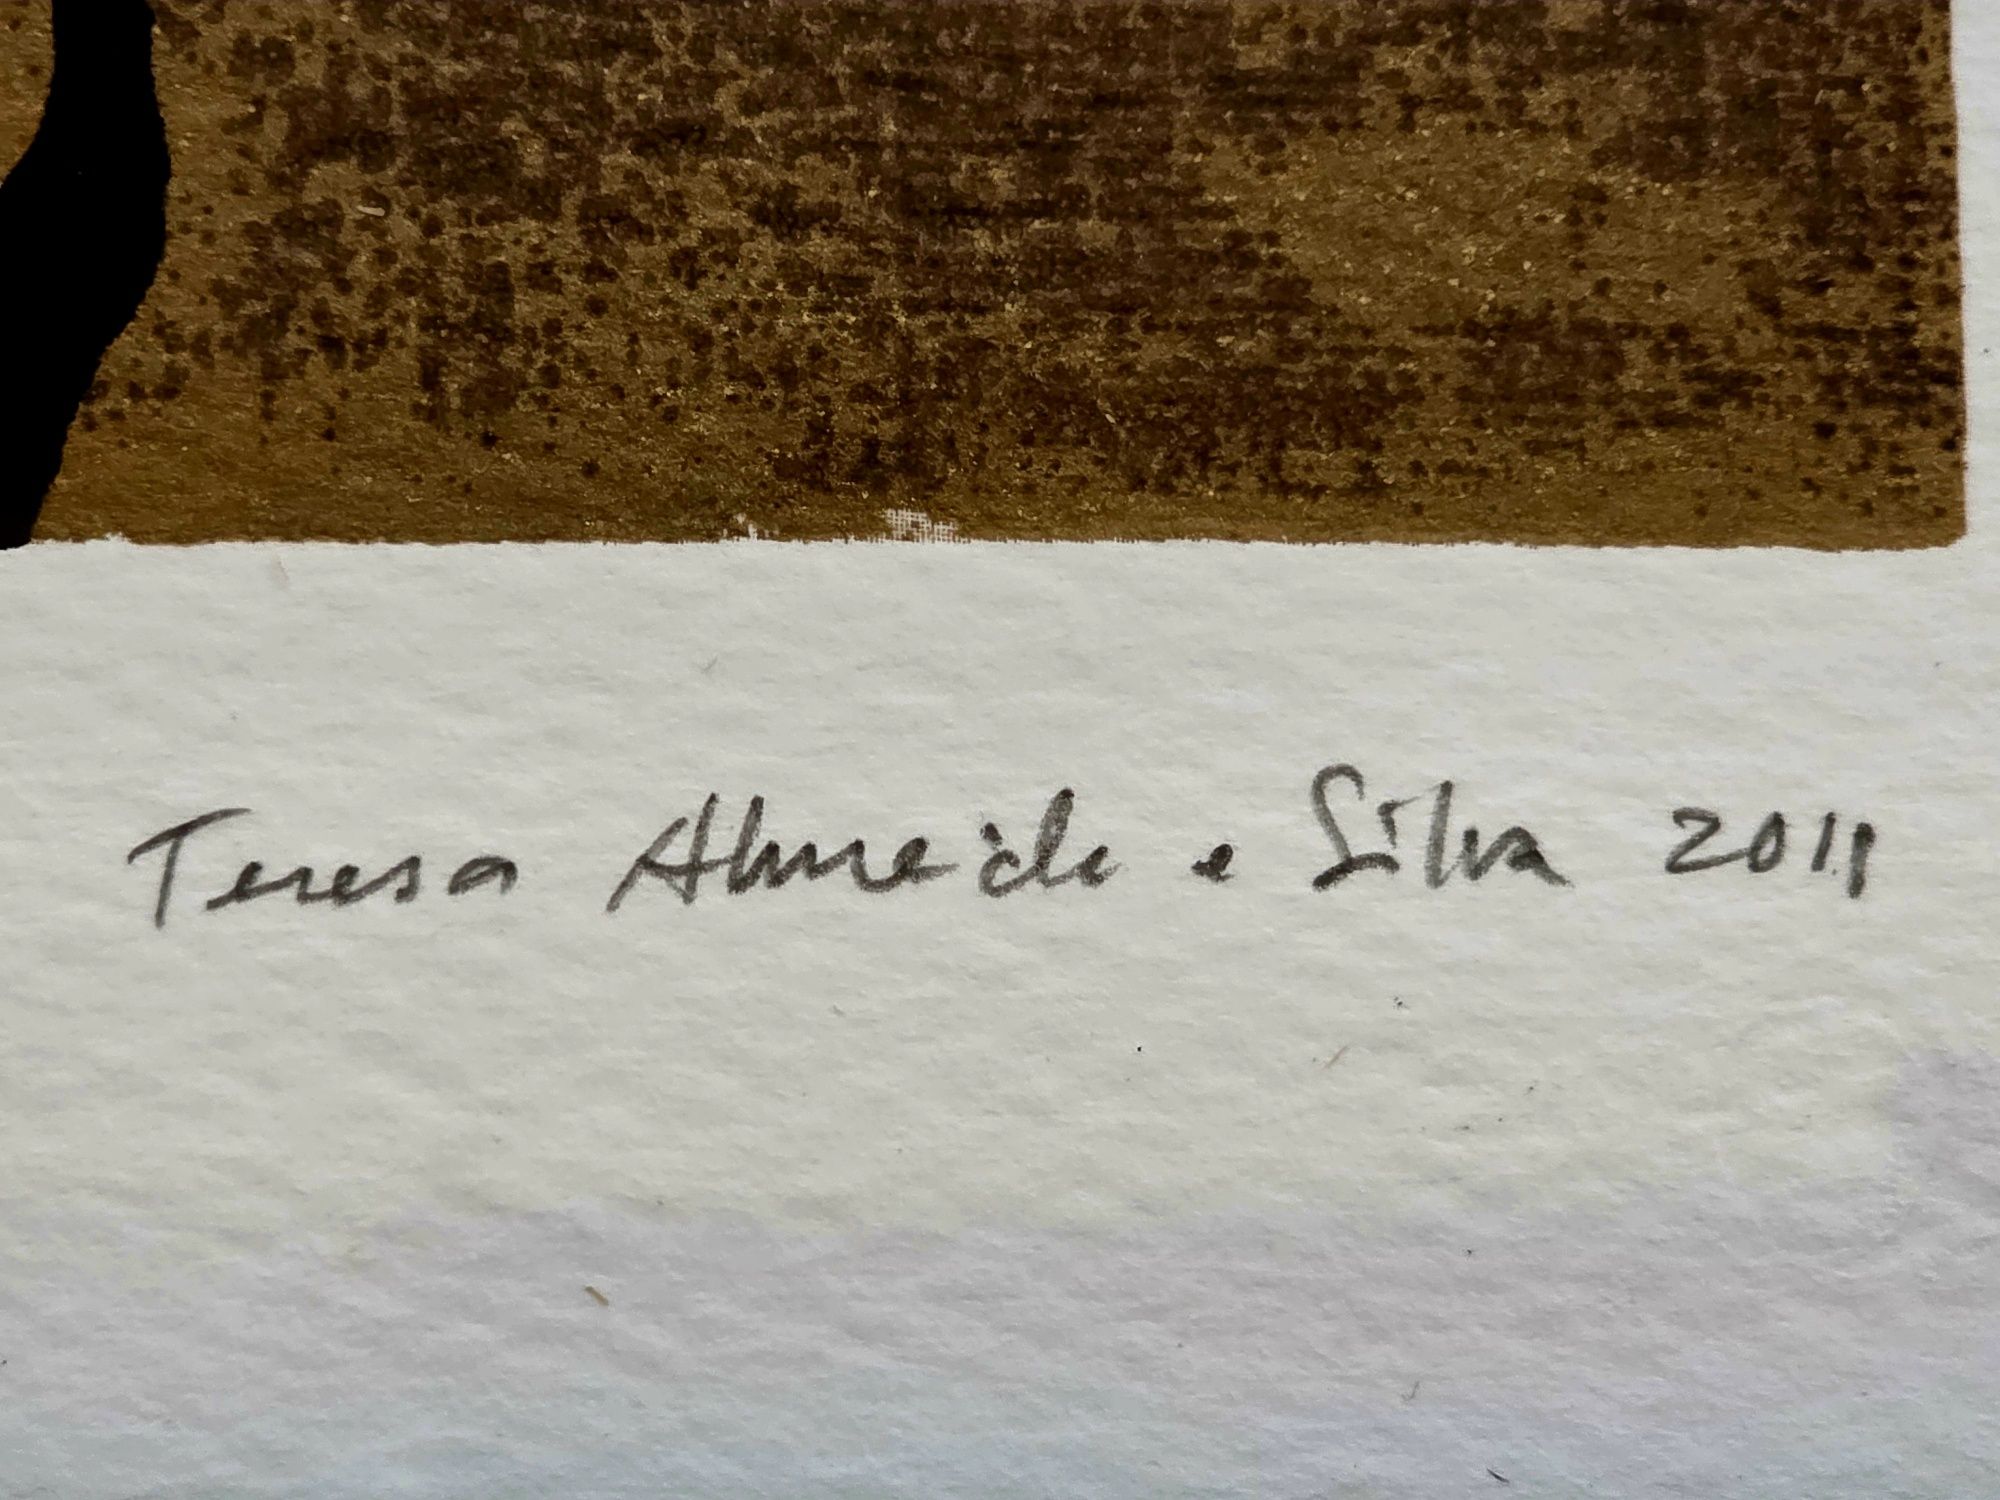 Teresa Almeida e Silva 2011